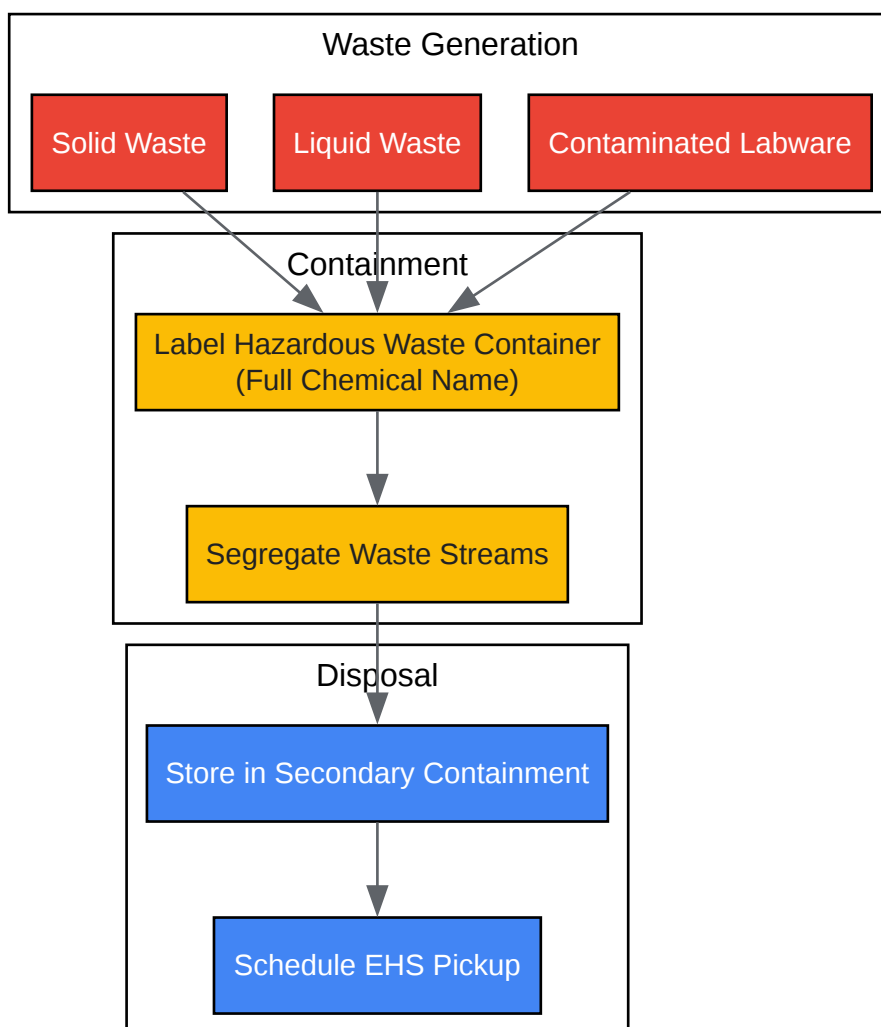 Waste Generation
Solid Waste
Liquid Waste
Contaminated Labware
Containment
Label Hazardous Waste Container
(Full Chemical Name)
Segregate Waste Streams
Disposal
Store in Secondary Containment
Schedule EHS Pickup